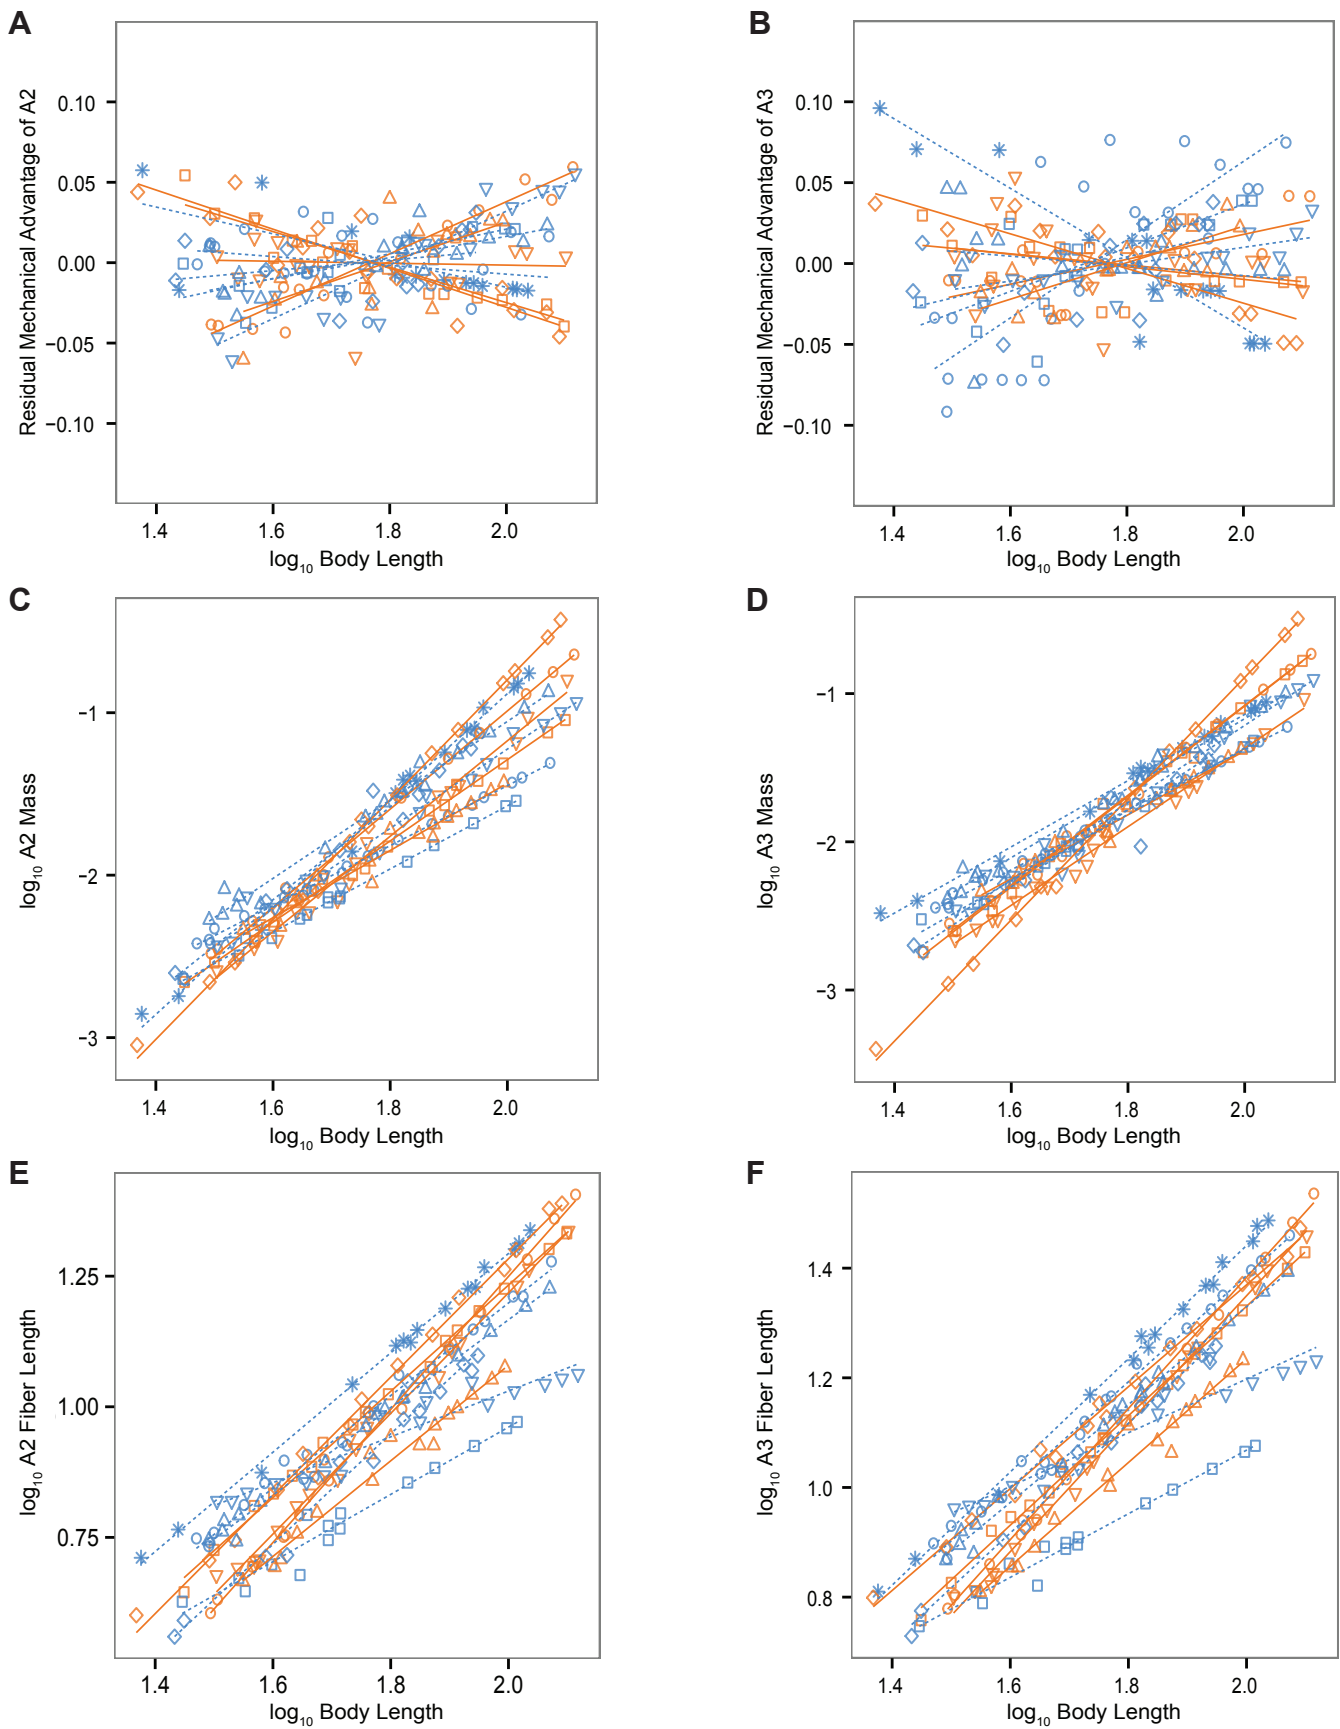 A
B
Residual Mechanical Advantage of A2
0.10
0.05
0.00
−0.05
−0.10
1.4 1.6 1.8 2.0
log10 Body Length
Residual Mechanical Advantage of A3
0.10
0.05
0.00
−0.05
−0.10
1.4 1.6 1.8 2.0
log10 Body Length
C
D
log10 A2 Mass
−1
−2
−3
1.4 1.6 1.8 2.0
log10 Body Length
log10 A3 Mass
−1
−2
−3
1.4 1.6 1.8 2.0
log10 Body Length
E
F
log10 A2 Fiber Length
1.25
1.00
0.75
1.4 1.6 1.8 2.0
log10 Body Length
log10 A3 Fiber Length
1.4
1.2
1.0
0.8
1.4 1.6 1.8 2.0
log10 Body Length